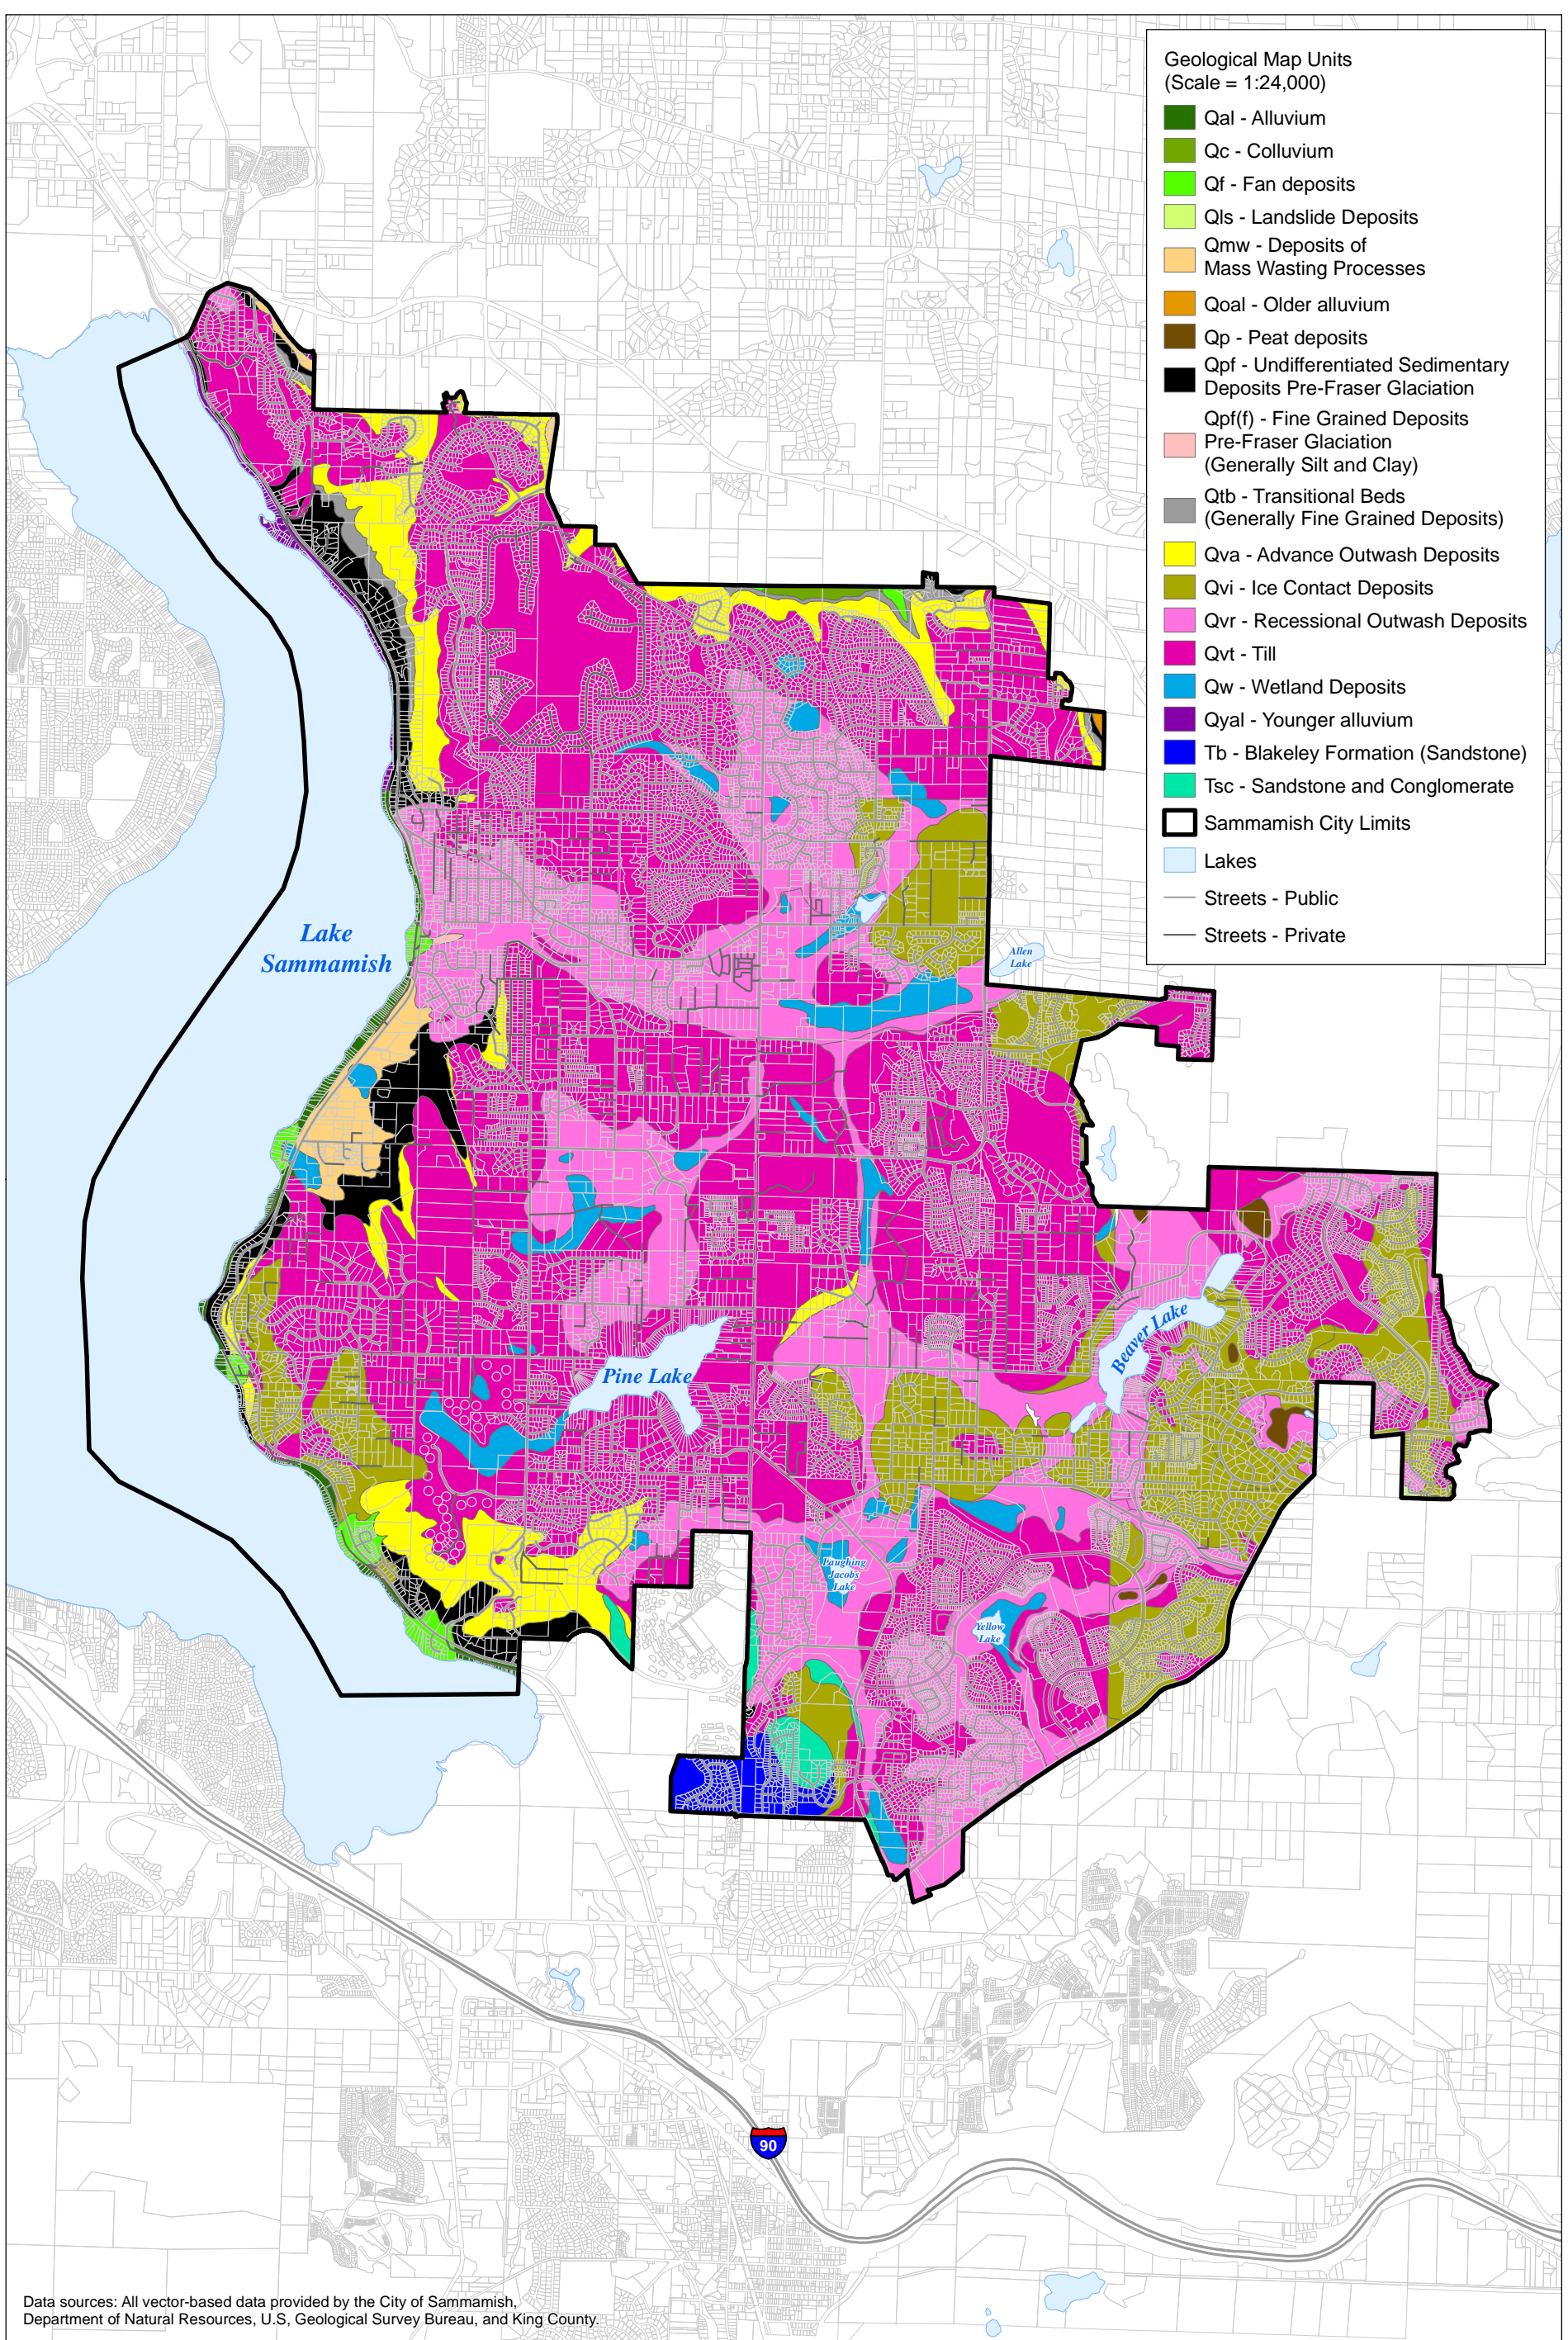 Geological Map Units
(Scale = 1:24,000)
Qal - Alluvium
Qc - Colluvium
Qf - Fan deposits
Qls - Landslide Deposits
Qmw - Deposits of
Mass Wasting Processes
Qoal - Older alluvium
Qp - Peat deposits
Qpf - Undifferentiated Sedimentary
Deposits Pre-Fraser Glaciation
Qpf(f) - Fine Grained Deposits
Pre-Fraser Glaciation
(Generally Silt and Clay)
Qtb - Transitional Beds
(Generally Fine Grained Deposits)
Qva - Advance Outwash Deposits
Qvi - Ice Contact Deposits
Qvr - Recessional Outwash Deposits
Qvt - Till
Qw - Wetland Deposits
Qyal - Younger alluvium
Tb - Blakeley Formation (Sandstone)
Tsc - Sandstone and Conglomerate
Sammamish City Limits
Lakes
Streets - Public
Streets - Private
Lake
Sammamish
Allen
Lake
Beaver Lake
Pine Lake
Laughing
Jacobs
Lake
Yellow
Lake
90
Data sources: All vector-based data provided by the City of Sammamish,
Department of Natural Resources, U.S, Geological Survey Bureau, and King County.